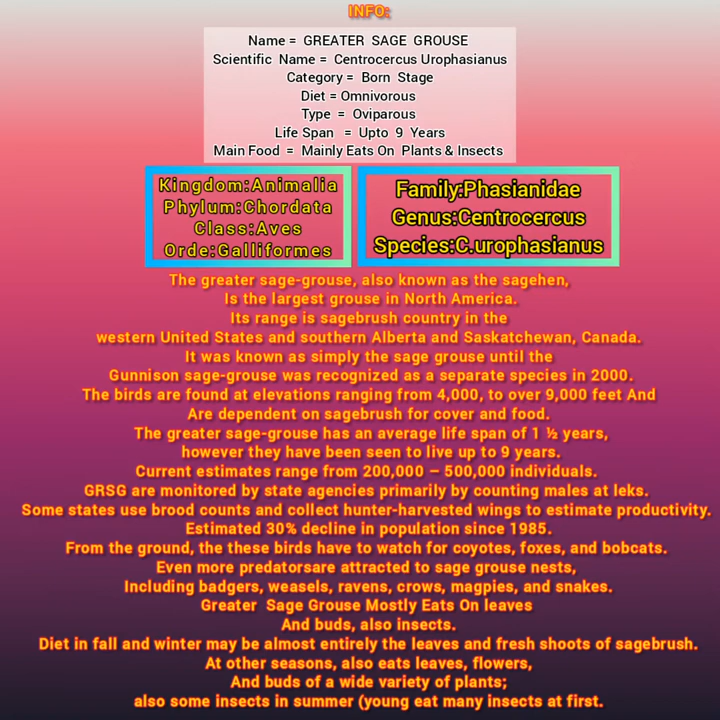 INFO:
Name = GREATER SAGE GROUSE
Scientific Name = Centrocercus Urophasianus
Category = Born Stage
Diet = Omnivorous
Type = Oviparous
Life Span = Upto 9 Years
Main Food = Mainly Eats On Plants & Insects
Kingdom:Animalia
Phylum:Chordata
Class:Aves
Orde:Galliformes
Family:Phasianidae
Genus:Centrocercus
Species:C.urophasianus
The greater sage-grouse, also known as the sagehen,
Is the largest grouse in North America.
Its range is sagebrush country in the
western United States and southern Alberta and Saskatchewan, Canada.
It was known as simply the sage grouse until the
Gunnison sage-grouse was recognized as a separate species in 2000.
The birds are found at elevations ranging from 4,000, to over 9,000 feet And
Are dependent on sagebrush for cover and food.
The greater sage-grouse has an average life span of 1 ½ years,
however they have been seen to live up to 9 years.
Current estimates range from 200,000 – 500,000 individuals.
GRSG are monitored by state agencies primarily by counting males at leks.
Some states use brood counts and collect hunter-harvested wings to estimate productivity.
Estimated 30% decline in population since 1985.
From the ground, the these birds have to watch for coyotes, foxes, and bobcats.
Even more predatorsare attracted to sage grouse nests,
Including badgers, weasels, ravens, crows, magpies, and snakes.
Greater Sage Grouse Mostly Eats On leaves
And buds, also insects.
Diet in fall and winter may be almost entirely the leaves and fresh shoots of sagebrush.
At other seasons, also eats leaves, flowers,
And buds of a wide variety of plants;
also some insects in summer (young eat many insects at first.